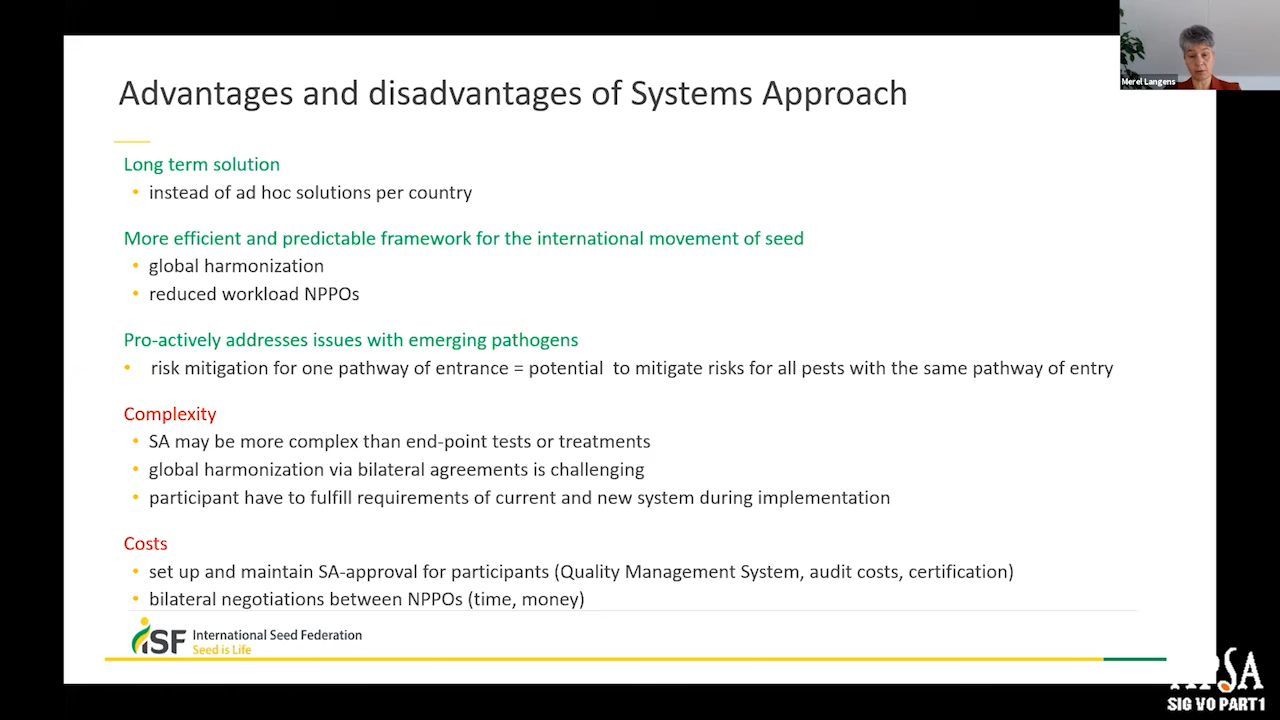 Merel Langens
Advantages and disadvantages of Systems Approach
Long term solution
• instead of ad hoc solutions per country
More efficient and predictable framework for the international movement of seed
• global harmonization
• reduced workload NPPOs
Pro-actively addresses issues with emerging pathogens
• risk mitigation for one pathway of entrance = potential to mitigate risks for all pests with the same pathway of entry
Complexity
• SA may be more complex than end-point tests or treatments
• global harmonization via bilateral agreements is challenging
• participant have to fulfill requirements of current and new system during implementation
Costs
• set up and maintain SA-approval for participants (Quality Management System, audit costs, certification)
• bilateral negotiations between NPPOs (time, money)
iSF International Seed Federation
Seed is Life
APSA
SIG VO PART1